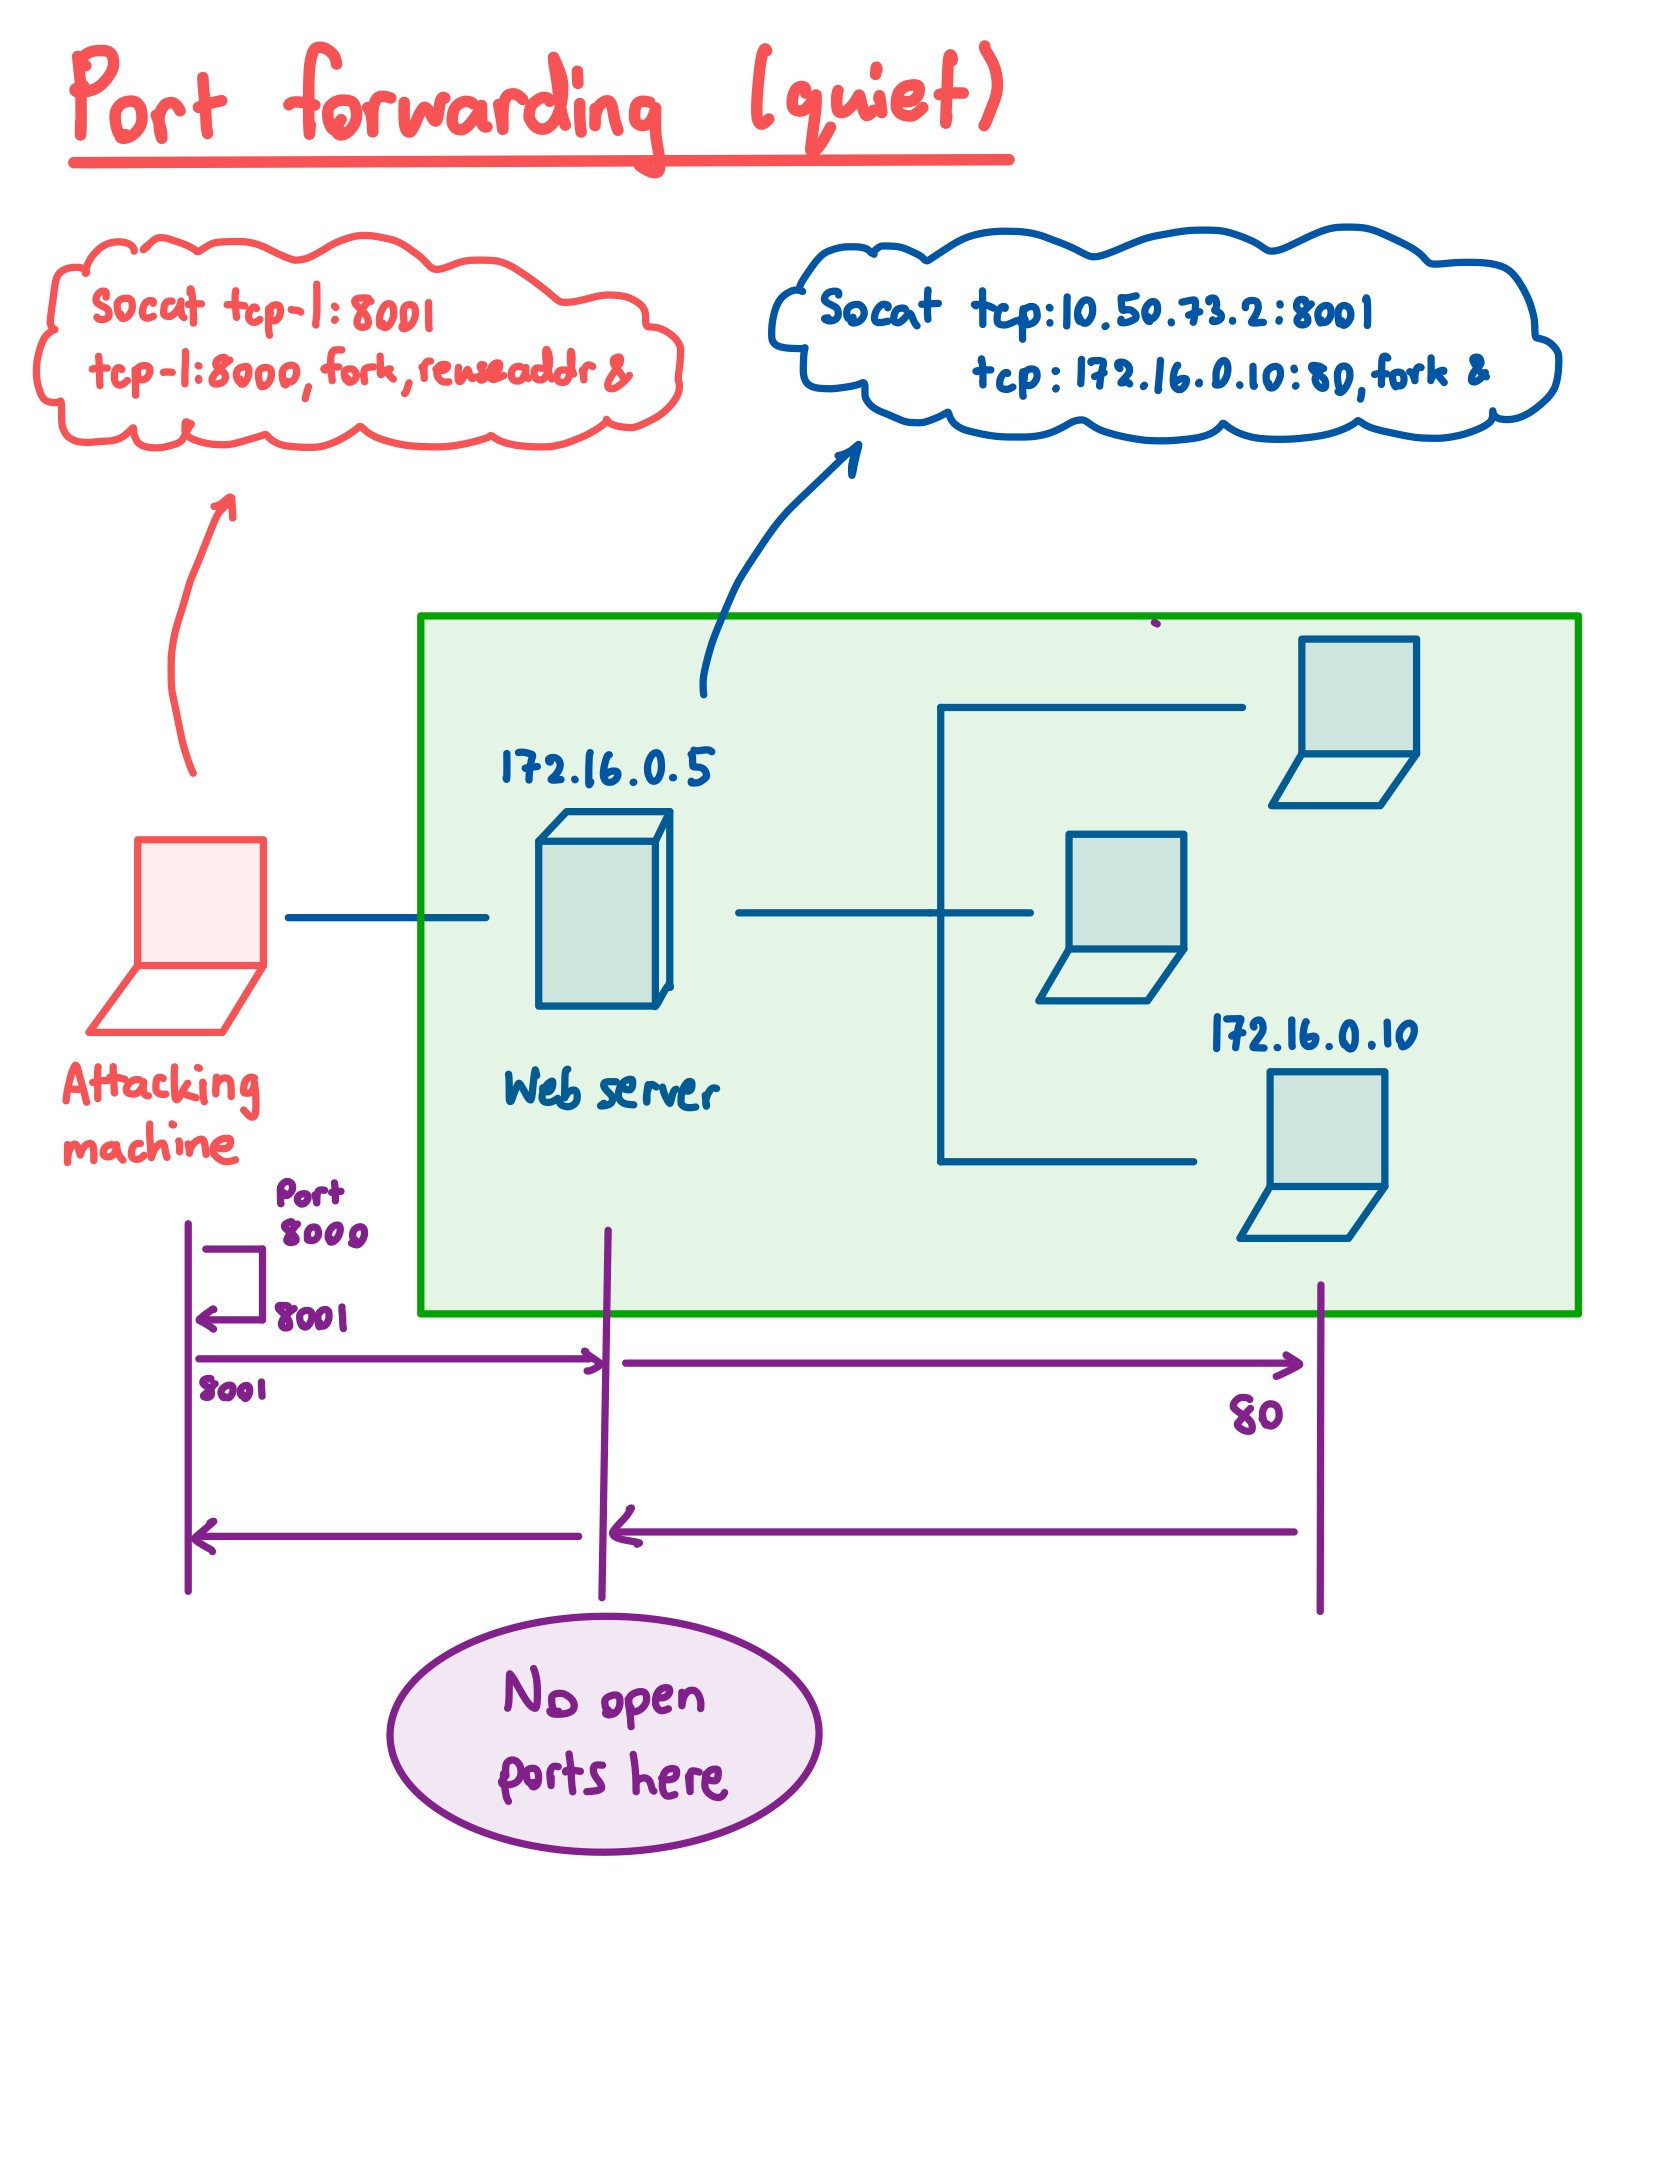 Port forwarding (quiet)
socat tcp-l:8001
tcp-l:8000,fork,reuseaddr &
socat tcp:10.50.73.2:8001
tcp:172.16.0.10:80,fork &
172.16.0.5
172.16.0.10
Web server
Attacking
machine
Port
8000
8001
8001
80
No open
ports here